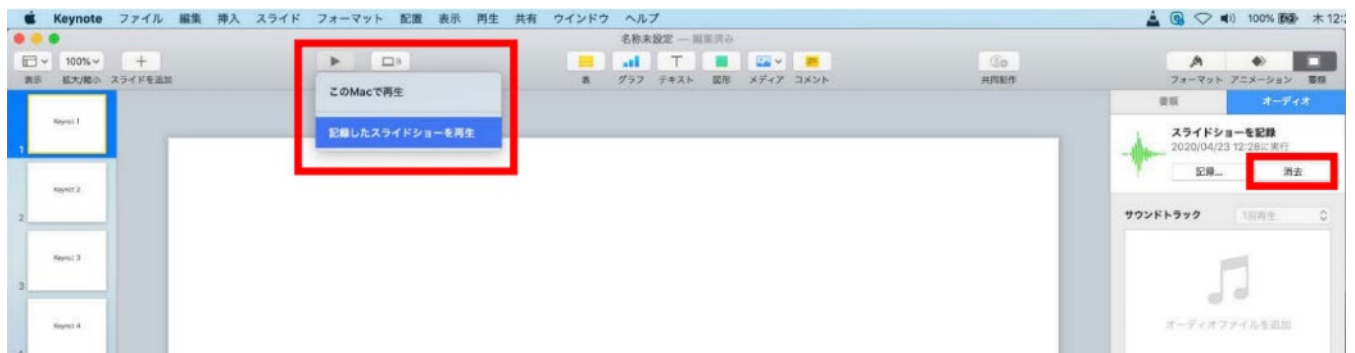 Keynote ファイル 編集 挿入 スライド フォーマット 配置 表示 再生 共有 ウインドウ ヘルプ 100% 木 12:
名称未設定 — 編集済み
100%
表示 拡大/縮小 スライドを追加 表 グラフ テキスト 図形 メディア コメント 共同制作 フォーマット アニメーション 書類
このMacで再生
記録したスライドショーを再生
書類 オーディオ
スライドショーを記録
2020/04/23 12:28に実行
記録... 消去
サウンドトラック 1回再生
オーディオファイルを追加
Keynot 1
1
Keynot 2
2
Keynot 3
3
Keynot 4